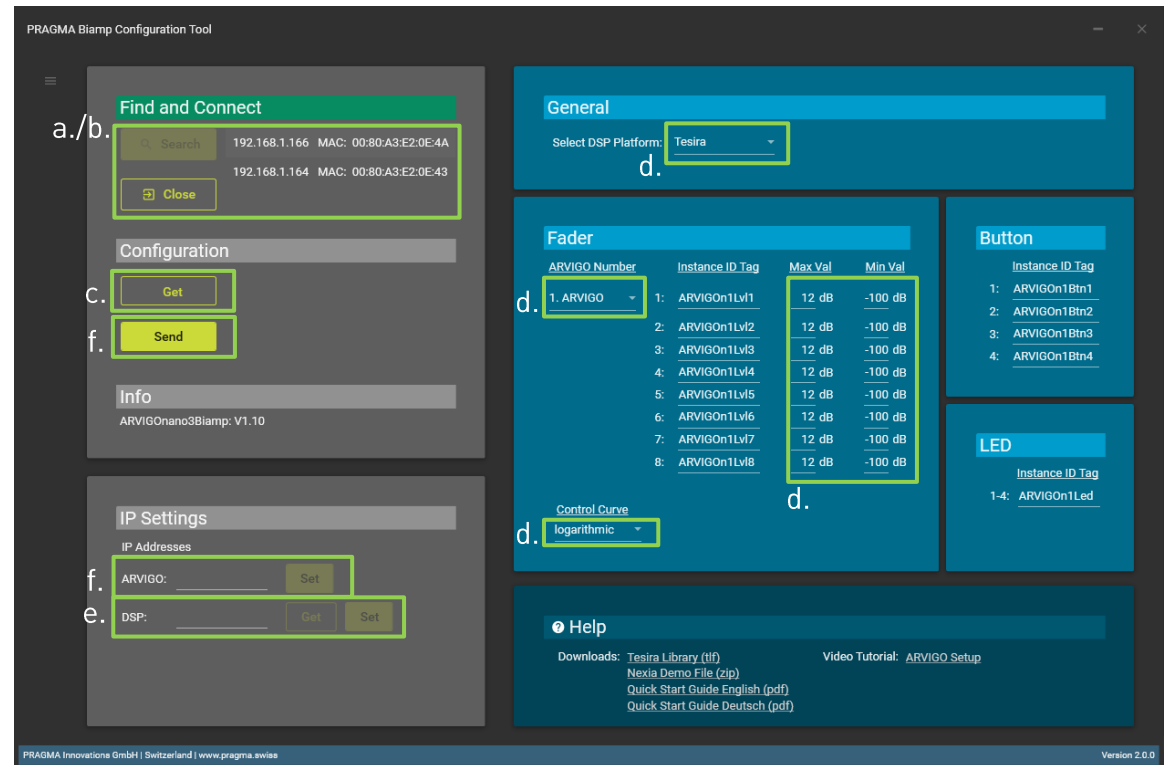 PRAGMA Biamp Configuration Tool
a./b.
Find and Connect
Search
192.168.1.166 MAC: 00:80:A3:E2:0E:4A
192.168.1.164 MAC: 00:80:A3:E2:0E:43
Close
Configuration
c.
Get
f.
Send
Info
ARVIGOnano3Biamp: V1.10
IP Settings
IP Addresses
f.
ARVIGO:
Set
e.
DSP:
Get
Set
General
Select DSP Platform: Tesira
d.
Fader
ARVIGO Number Instance ID Tag Max Val Min Val
d.
1. ARVIGO 1: ARVIGOn1Lvl1 12 dB -100 dB
2: ARVIGOn1Lvl2 12 dB -100 dB
3: ARVIGOn1Lvl3 12 dB -100 dB
4: ARVIGOn1Lvl4 12 dB -100 dB
5: ARVIGOn1Lvl5 12 dB -100 dB
6: ARVIGOn1Lvl6 12 dB -100 dB
7: ARVIGOn1Lvl7 12 dB -100 dB
8: ARVIGOn1Lvl8 12 dB -100 dB
d.
Control Curve
d.
logarithmic
Button
Instance ID Tag
1: ARVIGOn1Btn1
2: ARVIGOn1Btn2
3: ARVIGOn1Btn3
4: ARVIGOn1Btn4
LED
Instance ID Tag
1-4: ARVIGOn1Led
Help
Downloads: Tesira Library (tlf) Video Tutorial: ARVIGO Setup
Nexia Demo File (zip)
Quick Start Guide English (pdf)
Quick Start Guide Deutsch (pdf)
PRAGMA Innovations GmbH | Switzerland | www.pragma.swiss
Version 2.0.0